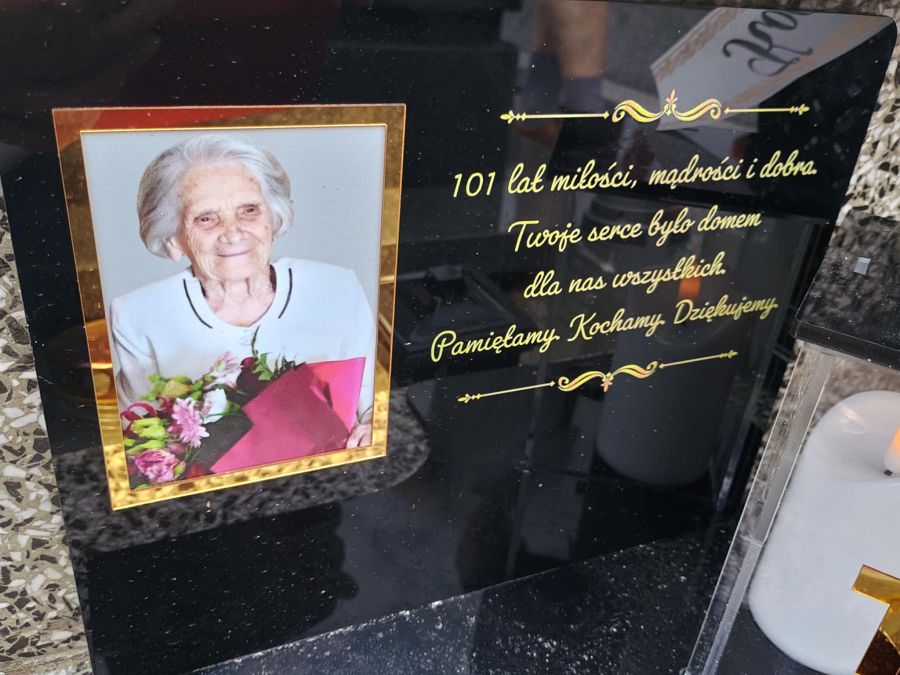 101 lat miłości, mądrości i dobra.
Twoje serce było domem
dla nas wszystkich.
Pamiętamy. Kochamy. Dziękujemy.